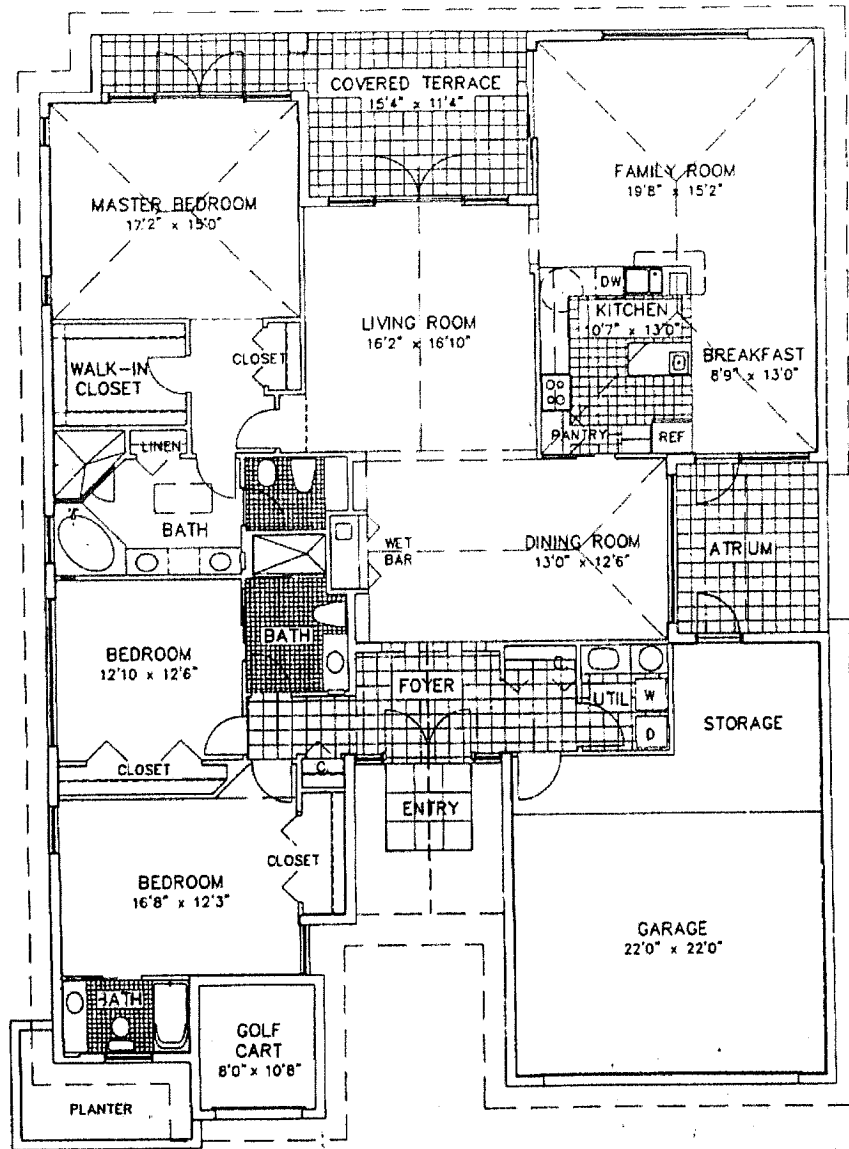 COVERED TERRACE
15'4" x 11'4"
FAMILY ROOM
19'8" x 15'2"
MASTER BEDROOM
17'2" x 15'0"
DW
KITCHEN
0'7" x 13'0"
LIVING ROOM
16'2" x 16'10"
BREAKFAST
8'9" x 13'0"
WALK-IN
CLOSET
CLOSET
PANTRY
REF
LINEN
BATH
WET
BAR
DINING ROOM
13'0" x 12'6"
ATRIUM
BATH
BEDROOM
12'10 x 12'6"
FOYER
C
UTIL
W
D
STORAGE
CLOSET
C
ENTRY
CLOSET
BEDROOM
16'8" x 12'3"
GARAGE
22'0" x 22'0"
BATH
GOLF
CART
8'0" x 10'8"
PLANTER